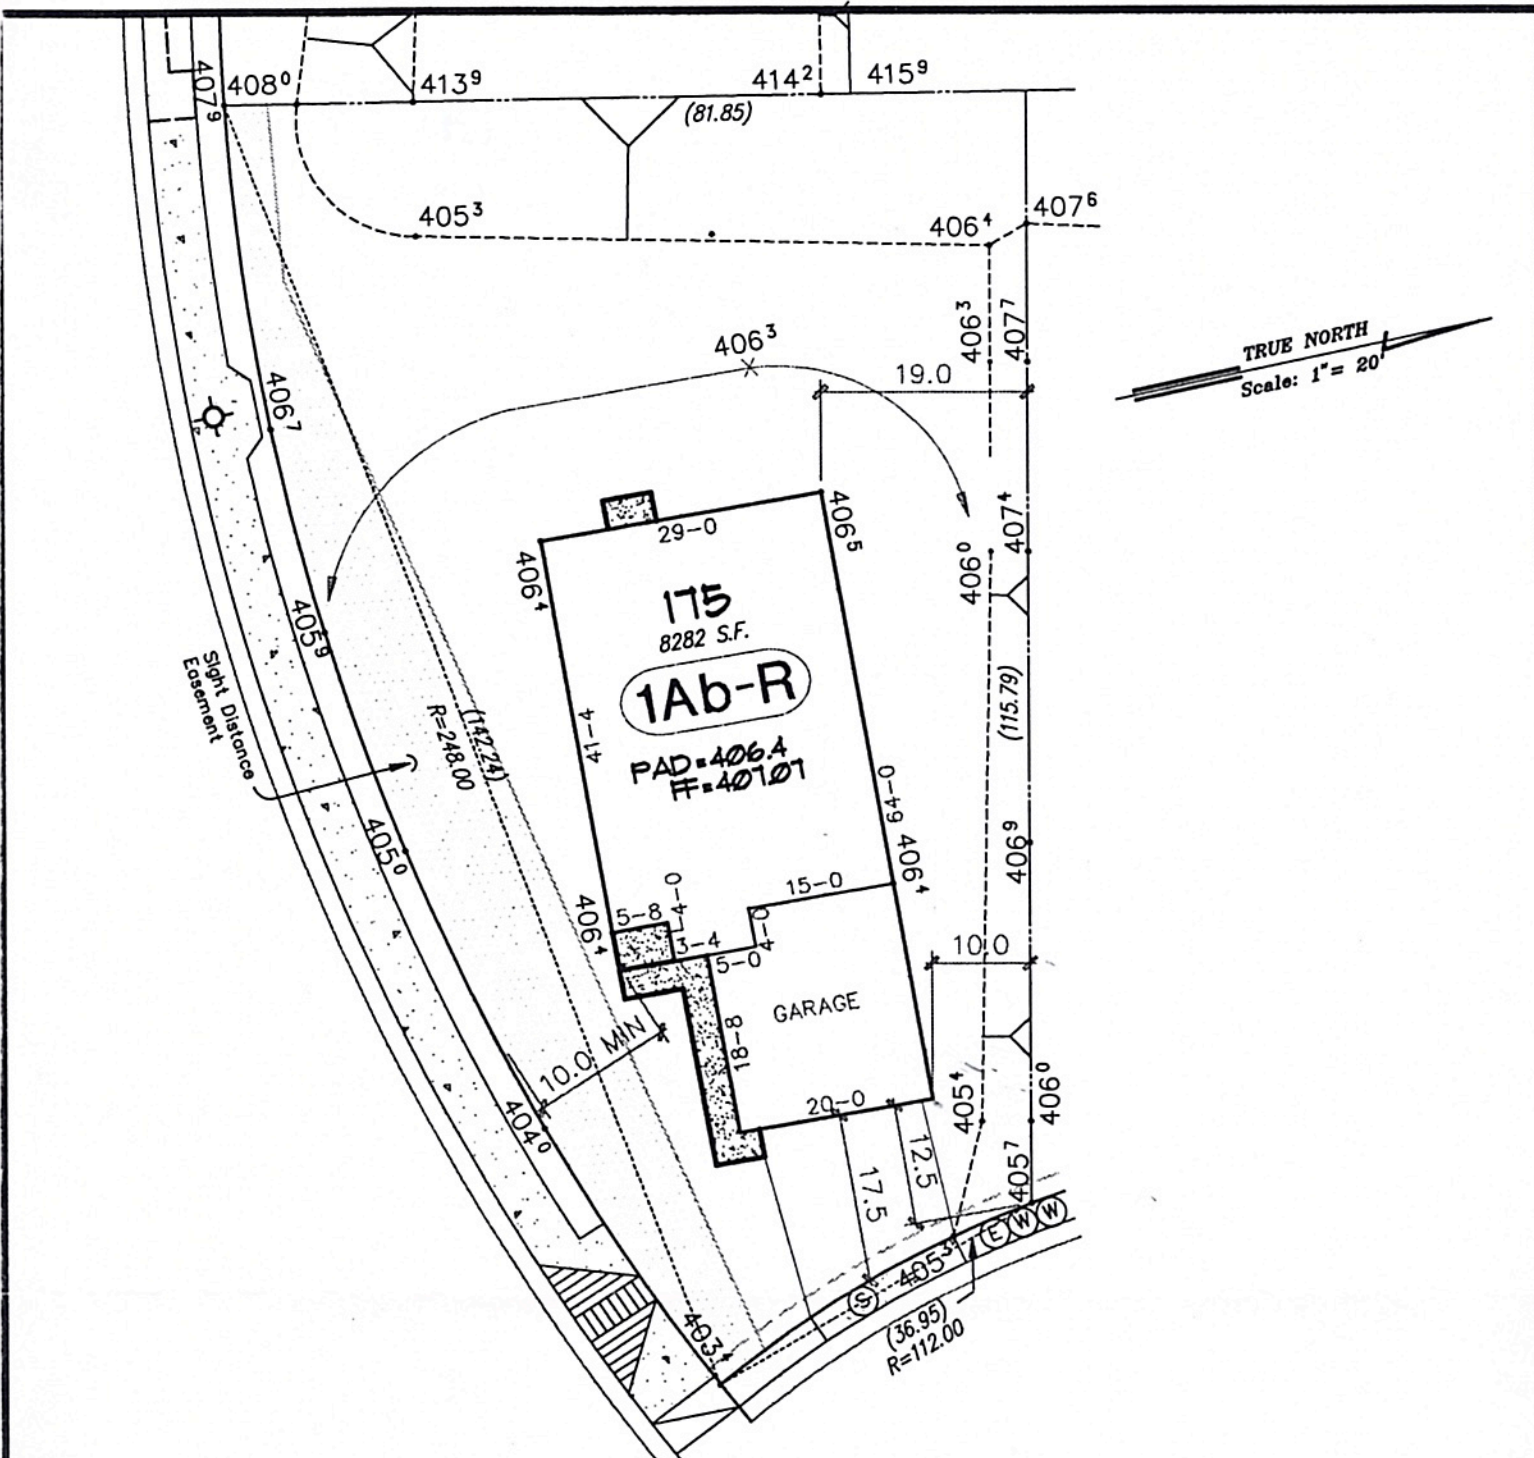 407⁹
408⁰
413⁹
414²
415⁹
(81.85)
405³
406⁴
407⁶
406³
407⁷
406³
19.0
TRUE NORTH
Scale: 1"= 20'
406⁷
29-0
406⁵
406⁴
407⁴
406⁰
175
8282 S.F.
1Ab-R
PAD=406.4
FF=407.07
405⁹
Sight Distance
Easement
(142.24)
R=248.00
41-4
(115.79)
64-0
405⁰
406⁹
406⁴
15-0
406⁴
5-8
4-0
3-4
4-0
5-0
10.0
GARAGE
18-8
10.0 MIN
20-0
404⁰
405⁴
406⁰
405⁷
12.5
17.5
E
W
W
405³
S
403⁴
(36.95)
R=112.00